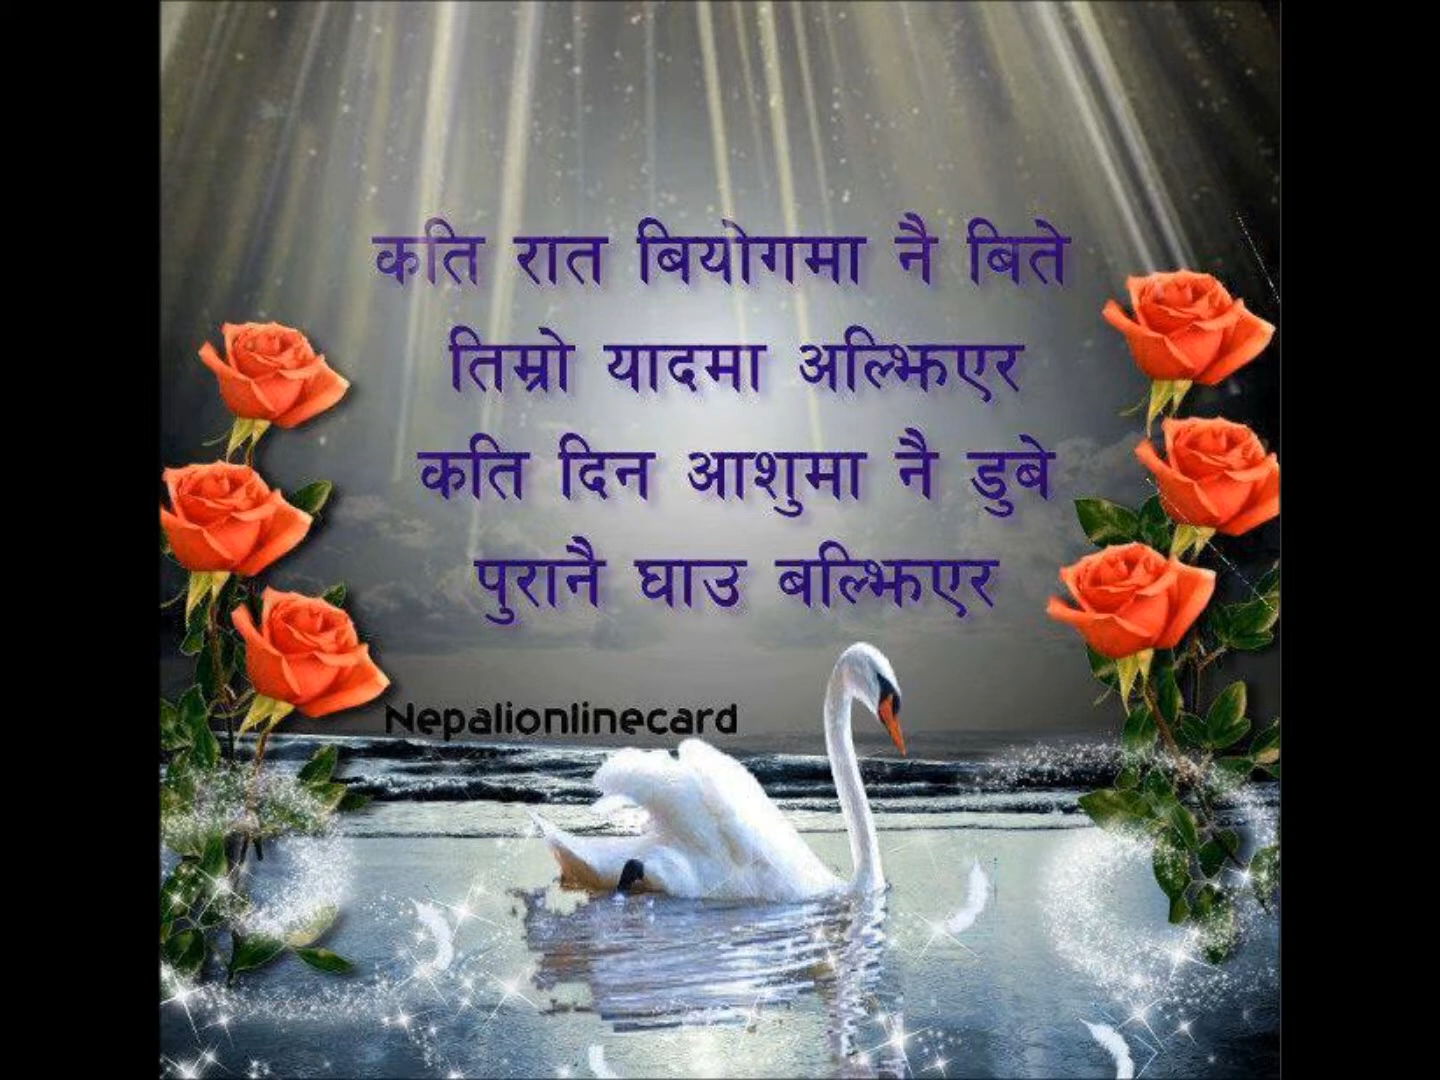 कति रात बियोगमा नै बिते
तिम्रो यादमा अल्झिएर
कति दिन आशुमा नै डुबे
पुरानै घाउ बल्झिएर
Nepalionlinecard